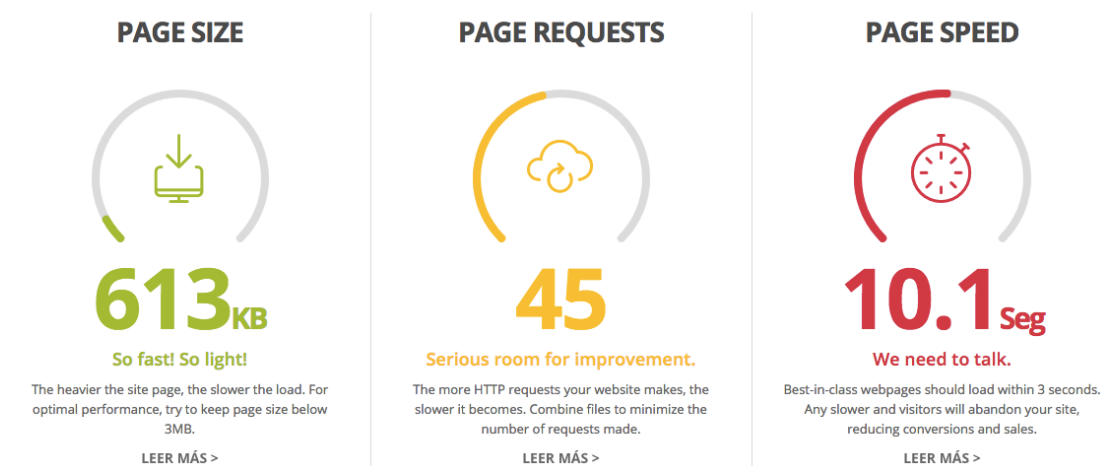 PAGE SIZE
613KB
So fast! So light!
The heavier the site page, the slower the load. For
optimal performance, try to keep page size below
3MB.
LEER MÁS >
PAGE REQUESTS
45
Serious room for improvement.
The more HTTP requests your website makes, the
slower it becomes. Combine files to minimize the
number of requests made.
LEER MÁS >
PAGE SPEED
10.1Seg
We need to talk.
Best-in-class webpages should load within 3 seconds.
Any slower and visitors will abandon your site,
reducing conversions and sales.
LEER MÁS >